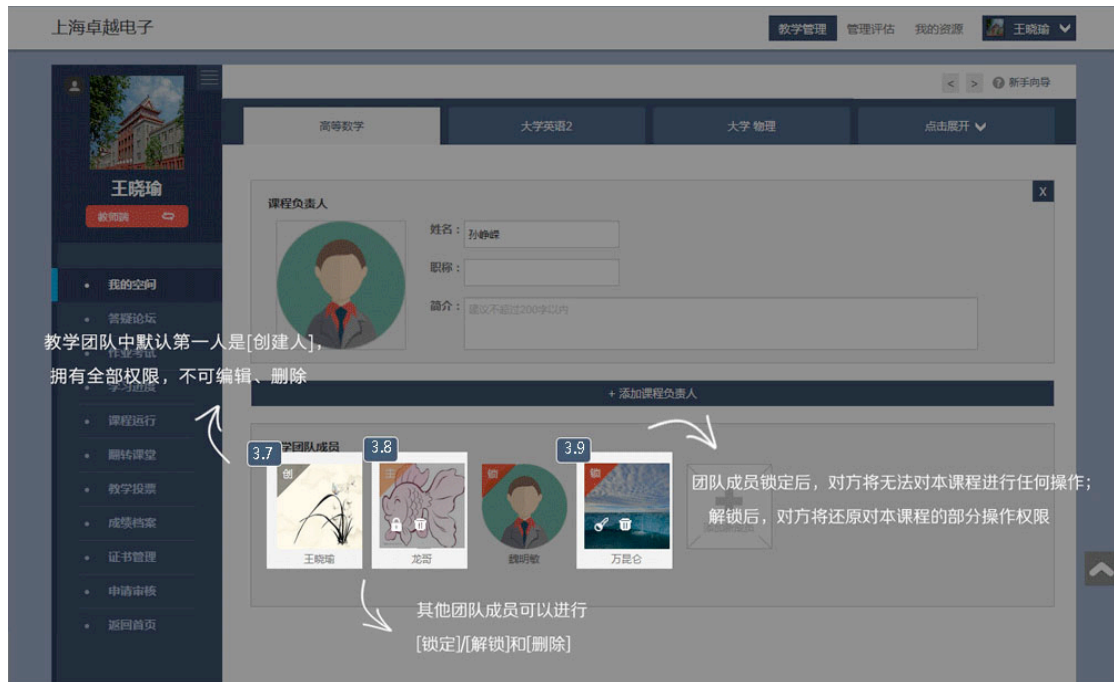 上海卓越电子
教学管理 管理评估 我的资源 王晓瑜
< > 新手向导
高等数学 大学英语2 大学 物理 点击展开
王晓瑜
教师端
课程负责人
X
姓名：孙峥嵘
职称：
简介：建议不超过200字以内
我的空间
答疑论坛
教学团队中默认第一人是[创建人]，
作业考试
拥有全部权限，不可编辑、删除
学习进度
+ 添加课程负责人
课程运行
翻转课堂
教学投票
成绩档案
证书管理
申请审核
返回首页
学团队成员
3.7 3.8 3.9
创 主 锁 锁
王晓瑜 龙哥 魏明敏 万昆仑
团队成员锁定后，对方将无法对本课程进行任何操作；
解锁后，对方将还原对本课程的部分操作权限
其他团队成员可以进行
[锁定]/[解锁]和[删除]